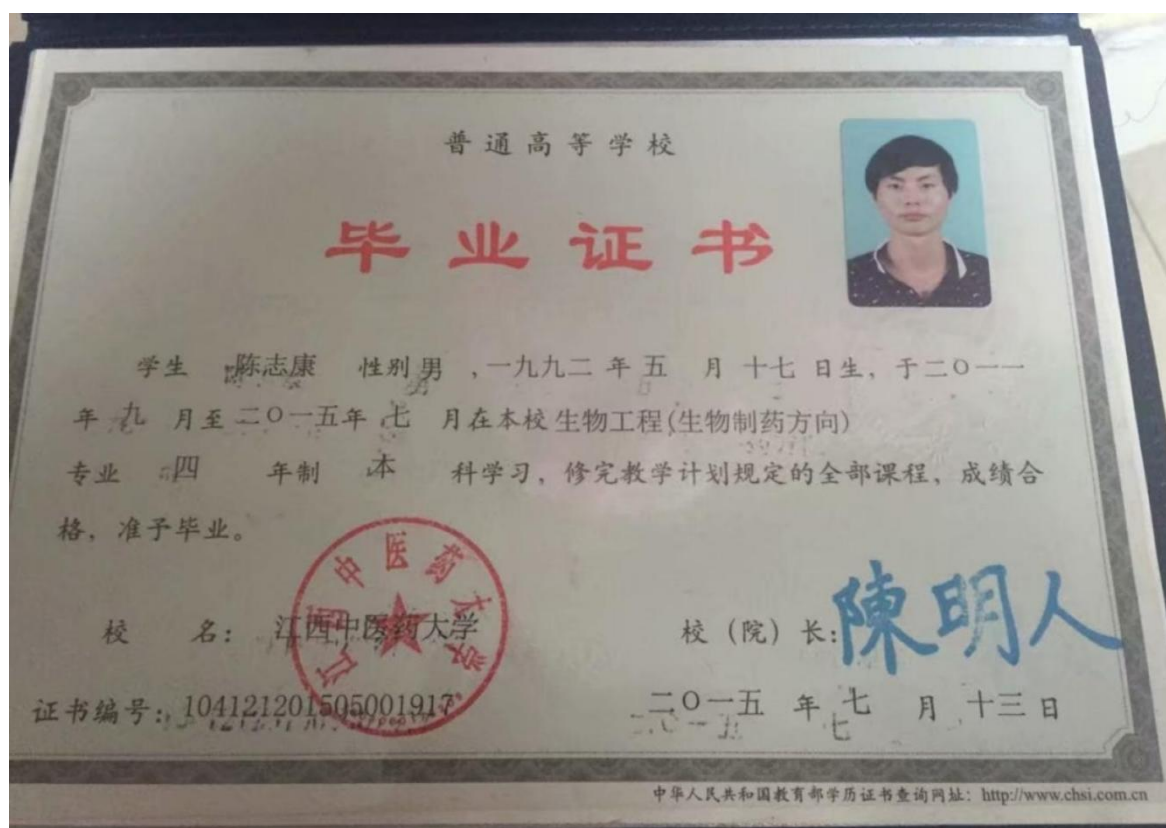 普通高等学校
毕业证书
学生 陈志康 性别 男 ,一九九二 年 五 月 十七 日生, 于二〇一一
年 九 月至 二〇一五年 七 月在本校 生物工程(生物制药方向)
专业 四 年制 本 科学习, 修完教学计划规定的全部课程, 成绩合
格, 准予毕业。
江西中医药大学
校 名: 江西中医药大学 校 (院) 长: 陳明人
证书编号: 104121201505001917 二〇一五 年 七 月 十三 日
中华人民共和国教育部学历证书查询网址: http://www.chsi.com.cn